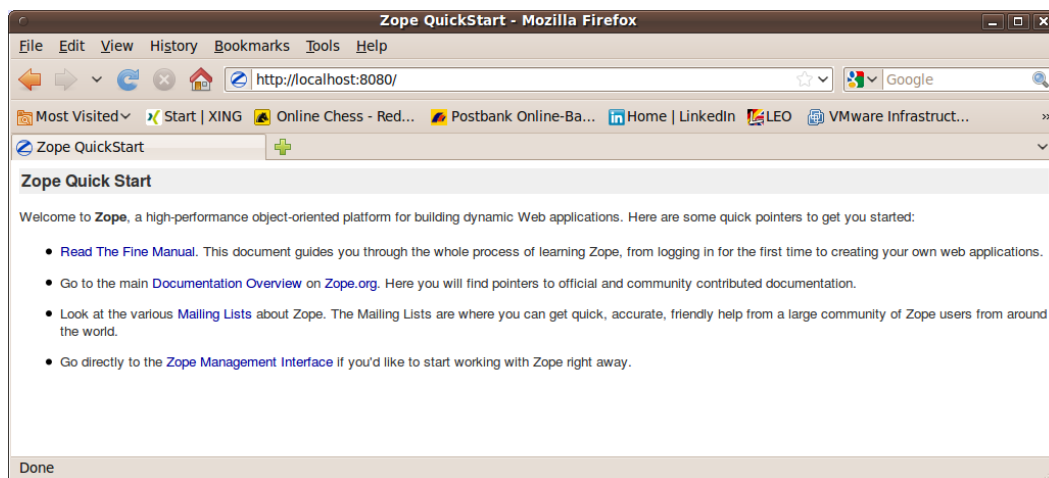 Zope QuickStart - Mozilla Firefox
File Edit View History Bookmarks Tools Help
http://localhost:8080/ Google
Most Visited Start | XING Online Chess - Red... Postbank Online-Ba... in Home | LinkedIn LEO VMware Infrastruct... »
Zope QuickStart
Zope Quick Start
Welcome to Zope, a high-performance object-oriented platform for building dynamic Web applications. Here are some quick pointers to get you started:
• Read The Fine Manual. This document guides you through the whole process of learning Zope, from logging in for the first time to creating your own web applications.
• Go to the main Documentation Overview on Zope.org. Here you will find pointers to official and community contributed documentation.
• Look at the various Mailing Lists about Zope. The Mailing Lists are where you can get quick, accurate, friendly help from a large community of Zope users from around
the world.
• Go directly to the Zope Management Interface if you'd like to start working with Zope right away.
Done